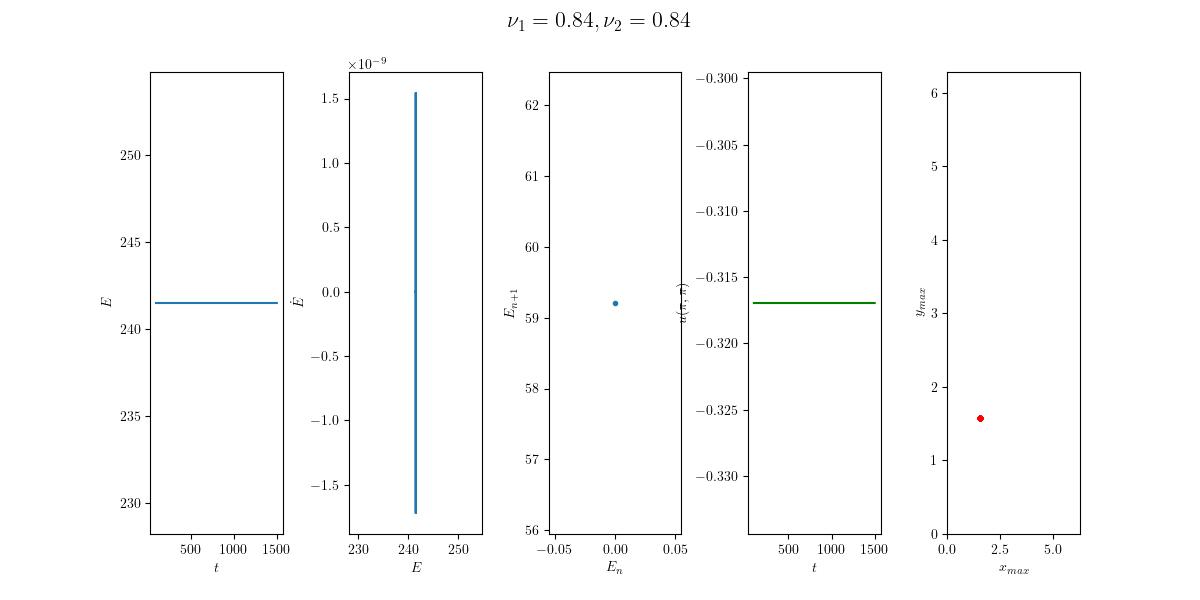 ν₁ = 0.84, ν₂ = 0.84
250
245
240
235
230
E
500 1000 1500
t
×10⁻⁹
1.5
1.0
0.5
0.0
−0.5
−1.0
−1.5
Ė
230 240 250
E
62
61
60
59
58
57
56
Eₙ₊₁
−0.05 0.00 0.05
Eₙ
−0.300
−0.305
−0.310
−0.315
−0.320
−0.325
−0.330
u(π, π)
500 1000 1500
t
6
5
4
3
2
1
0
y_{max}
0.0 2.5 5.0
x_{max}